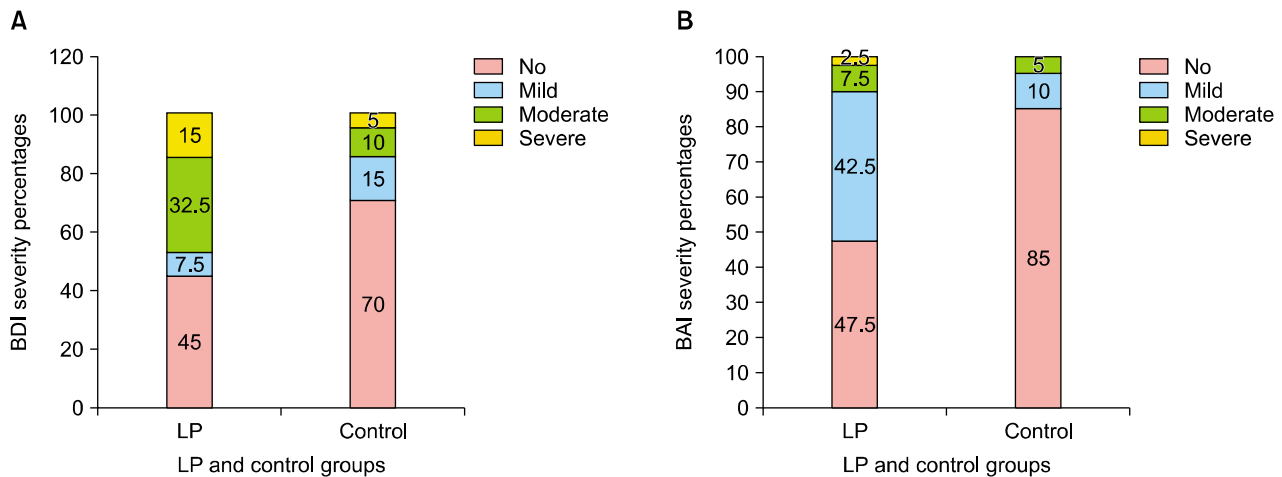 A
BDI severity percentages
120
100
80
60
40
20
0
15
32.5
7.5
45
5
10
15
70
LP
Control
LP and control groups
No
Mild
Moderate
Severe
B
BAI severity percentages
100
90
80
70
60
50
40
30
20
10
0
2.5
7.5
42.5
47.5
5
10
85
LP
Control
LP and control groups
No
Mild
Moderate
Severe